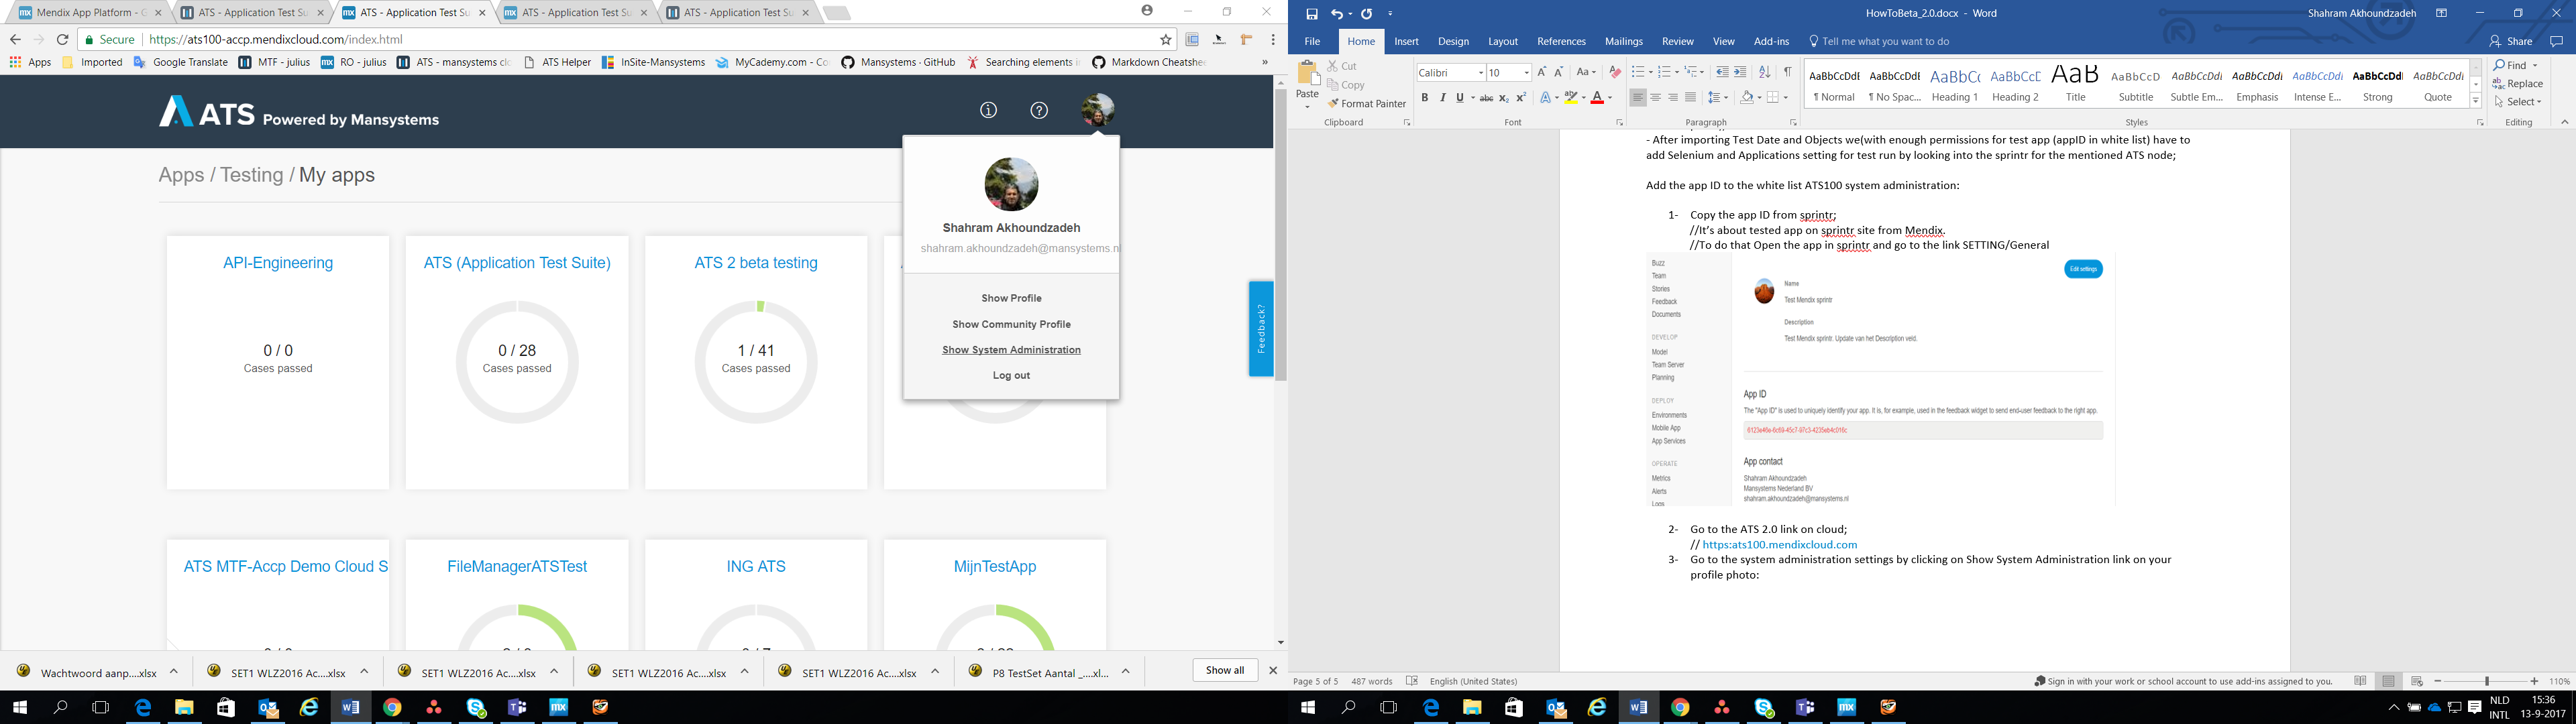 Mendix App Platform - G
ATS - Application Test Su
ATS - Application Test Su
ATS - Application Test Su
ATS - Application Test Su
Secure
https://ats100-accp.mendixcloud.com/index.html
Apps
Imported
Google Translate
MTF - julius
RO - julius
ATS - mansystems clo
ATS Helper
InSite-Mansystems
MyCademy.com - Co
Mansystems · GitHub
Searching elements i
Markdown Cheatshe
ATS Powered by Mansystems
Apps / Testing / My apps
Shahram Akhoundzadeh
shahram.akhoundzadeh@mansystems.nl
Show Profile
Show Community Profile
Show System Administration
Log out
API-Engineering
0 / 0
Cases passed
ATS (Application Test Suite)
0 / 28
Cases passed
ATS 2 beta testing
1 / 41
Cases passed
Feedback?
ATS MTF-Accp Demo Cloud S
FileManagerATSTest
ING ATS
MijnTestApp
Wachtwoord aanp....xlsx
SET1 WLZ2016 Ac....xlsx
SET1 WLZ2016 Ac....xlsx
SET1 WLZ2016 Ac....xlsx
SET1 WLZ2016 Ac....xlsx
P8 TestSet Aantal _....xl...
Show all
HowToBeta_2.0.docx - Word
Shahram Akhoundzadeh
File
Home
Insert
Design
Layout
References
Mailings
Review
View
Add-ins
Tell me what you want to do
Share
Paste
Cut
Copy
Format Painter
Clipboard
Calibri
10
Font
Paragraph
AaBbCcDdE
AaBbCcDdE
AaBbCc
AaBbCcE
AaB
AaBbCcD
AaBbCcDdi
AaBbCcDdi
AaBbCcDdi
AaBbCcDdi
AaBbCcDdi
¶ Normal
¶ No Spac...
Heading 1
Heading 2
Title
Subtitle
Subtle Em...
Emphasis
Intense E...
Strong
Quote
Styles
Find
Replace
Select
Editing
- After importing Test Date and Objects we(with enough permissions for test app (appID in white list) have to
add Selenium and Applications setting for test run by looking into the sprintr for the mentioned ATS node;
Add the app ID to the white list ATS100 system administration:
1- Copy the app ID from sprintr;
//It's about tested app on sprintr site from Mendix.
//To do that Open the app in sprintr and go to the link SETTING/General
Buzz
Team
Stories
Feedback
Documents
DEVELOP
Model
Team Server
Planning
DEPLOY
Environments
Mobile App
App Services
OPERATE
Metrics
Alerts
Logs
Edit settings
Name
Test Mendix sprintr
Description
Test Mendix sprintr. Update van het Description veld.
App ID
The "App ID" is used to uniquely identify your app. It is, for example, used in the feedback widget to send end-user feedback to the right app.
App contact
Shahram Akhoundzadeh
Mansystems Nederland BV
shahram.akhoundzadeh@mansystems.nl
2- Go to the ATS 2.0 link on cloud;
// https:ats100.mendixcloud.com
3- Go to the system administration settings by clicking on Show System Administration link on your
profile photo:
Page 5 of 5
487 words
English (United States)
Sign in with your work or school account to use add-ins assigned to you.
110%
NLD
INTL
15:36
13-9-2017